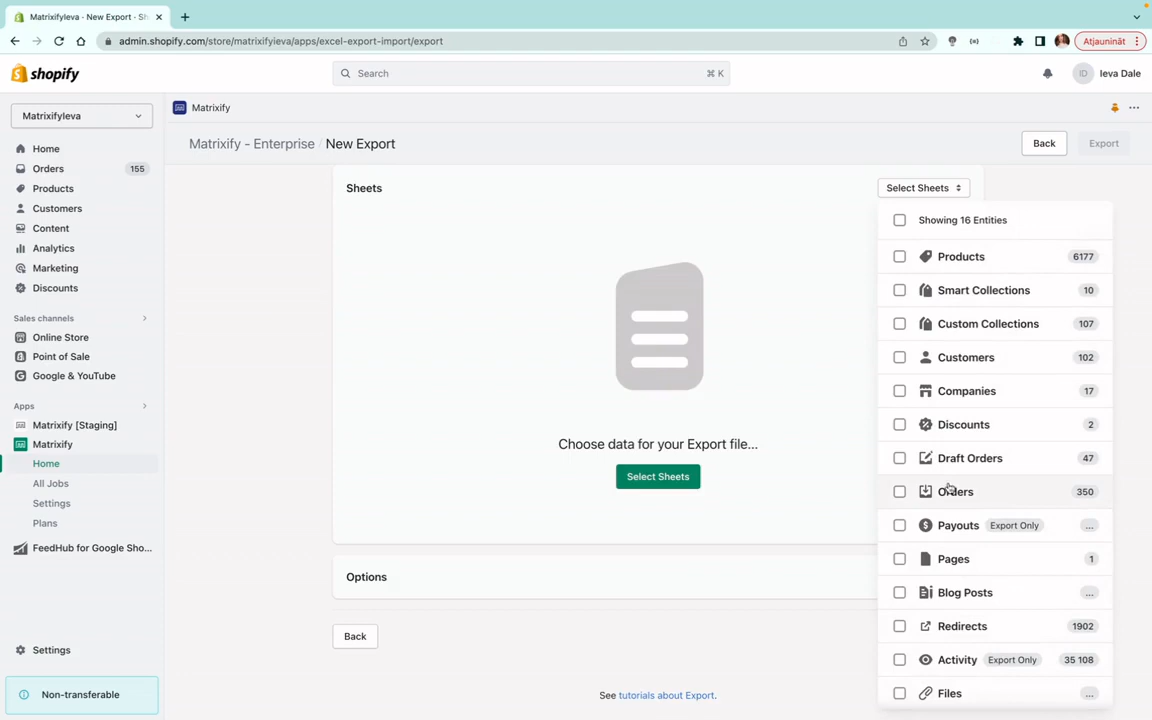 MatrixifyIeva - New Export - Sh
admin.shopify.com/store/matrixifyieva/apps/excel-export-import/export
Atjaunināt
shopify
Search
⌘ K
ID
Ieva Dale
MatrixifyIeva
Matrixify
Home
Orders 155
Products
Customers
Content
Analytics
Marketing
Discounts
Sales channels
Online Store
Point of Sale
Google & YouTube
Apps
Matrixify [Staging]
Matrixify
Home
All Jobs
Settings
Plans
FeedHub for Google Sho...
Settings
Non-transferable
Matrixify - Enterprise / New Export
Back
Export
Sheets
Select Sheets
Choose data for your Export file...
Select Sheets
Options
Back
See tutorials about Export.
Showing 16 Entities
Products 6177
Smart Collections 10
Custom Collections 107
Customers 102
Companies 17
Discounts 2
Draft Orders 47
Orders 350
Payouts Export Only ...
Pages 1
Blog Posts ...
Redirects 1902
Activity Export Only 35 108
Files ...